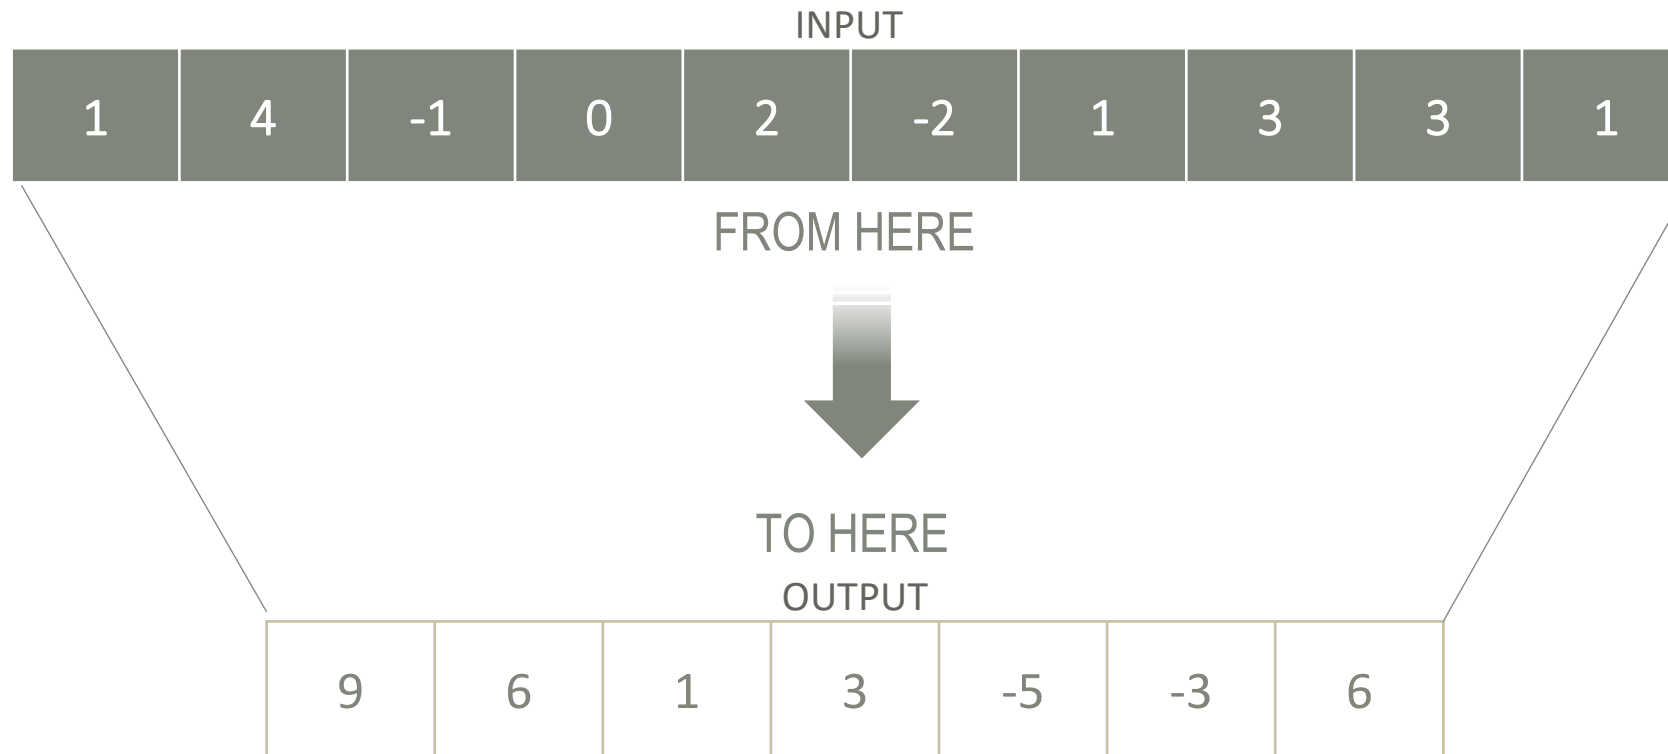 INPUT
1 4 -1 0 2 -2 1 3 3 1
FROM HERE
TO HERE
OUTPUT
9 6 1 3 -5 -3 6